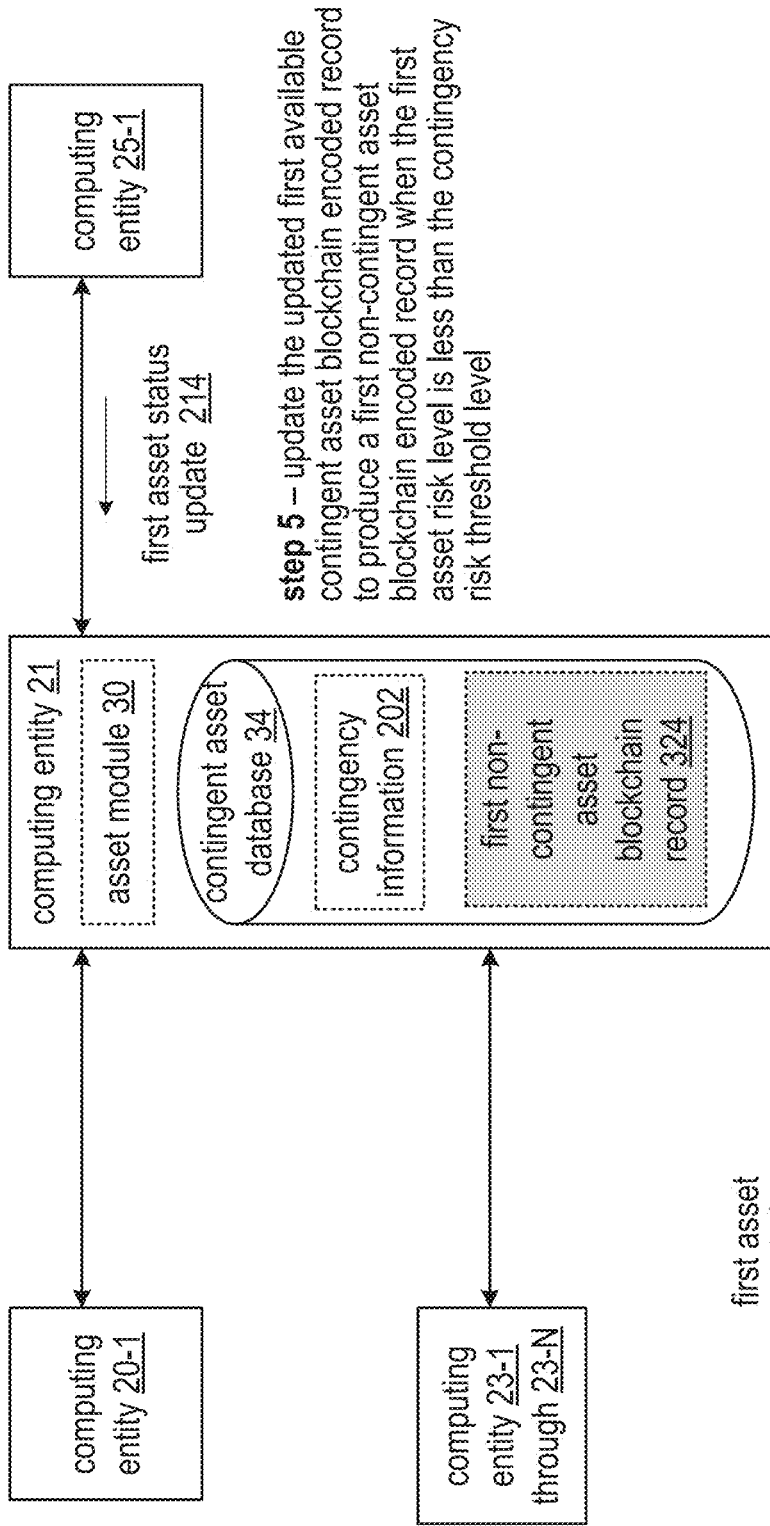 computing
entity 20-1
computing
entity 23-1
through 23-N
computing entity 21
asset module 30
contingent asset
database 34
contingency
information 202
first non-
contingent
asset
blockchain
record 324
computing
entity 25-1
first asset status
update 214
step 5 – update the updated first available
contingent asset blockchain encoded record
to produce a first non-contingent asset
blockchain encoded record when the first
asset risk level is less than the contingency
risk threshold level
first asset